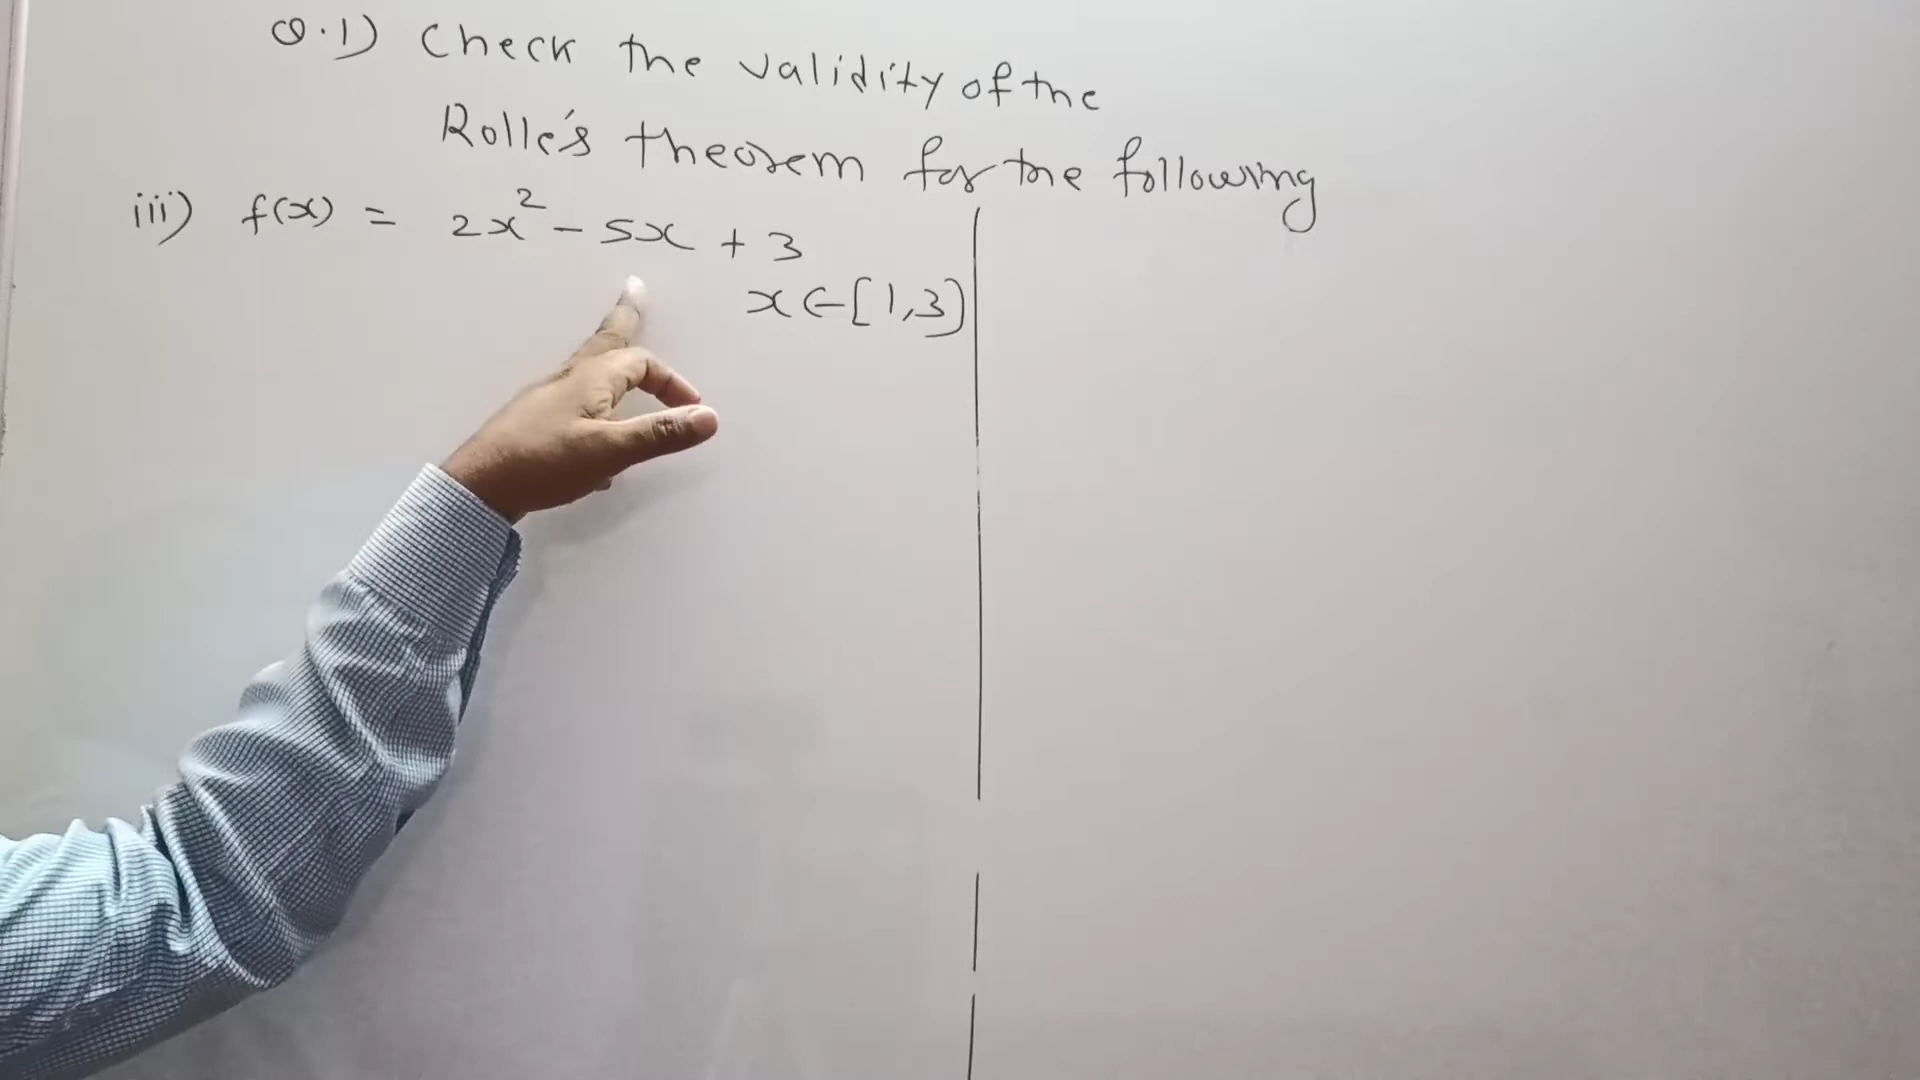 Q.1) Check the validity of the
Rolle's theorem for the following
iii) f(x) = 2x² - 5x + 3
x ∈ [1,3]